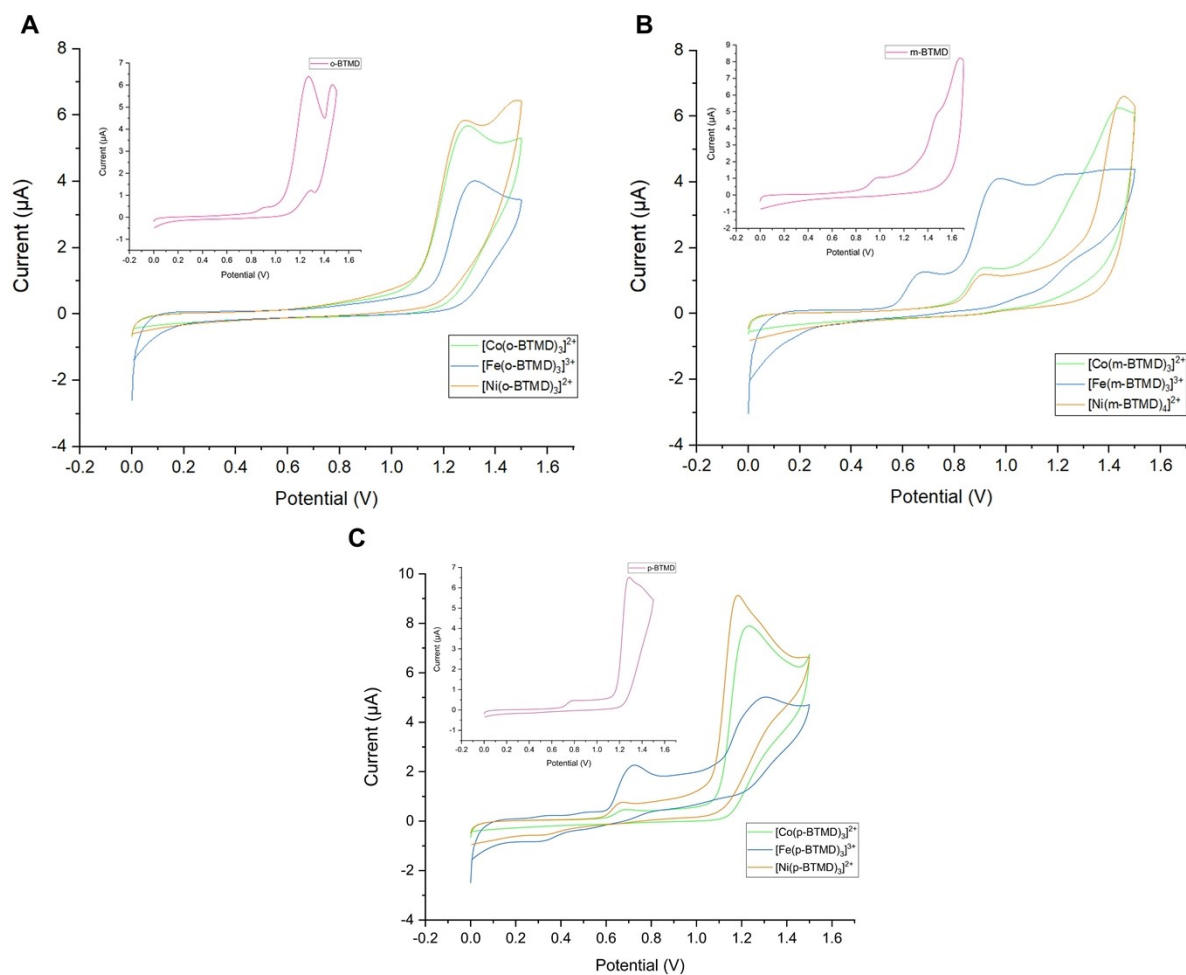 A
8
6
4
2
0
-2
-4
Current (µA)
-0.2 0.0 0.2 0.4 0.6 0.8 1.0 1.2 1.4 1.6
Potential (V)
o-BTMD
7
6
5
4
3
2
1
0
-1
Current (µA)
-0.2 0.0 0.2 0.4 0.6 0.8 1.0 1.2 1.4 1.6
Potential (V)
[Co(o-BTMD)₃]²⁺
[Fe(o-BTMD)₃]³⁺
[Ni(o-BTMD)₃]²⁺
B
8
6
4
2
0
-2
-4
Current (µA)
-0.2 0.0 0.2 0.4 0.6 0.8 1.0 1.2 1.4 1.6
Potential (V)
m-BTMD
9
8
7
6
5
4
3
2
1
0
-1
-2
Current (µA)
-0.2 0.0 0.2 0.4 0.6 0.8 1.0 1.2 1.4 1.6
Potential (V)
[Co(m-BTMD)₃]²⁺
[Fe(m-BTMD)₃]³⁺
[Ni(m-BTMD)₄]²⁺
C
10
8
6
4
2
0
-2
-4
Current (µA)
-0.2 0.0 0.2 0.4 0.6 0.8 1.0 1.2 1.4 1.6
Potential (V)
p-BTMD
7
6
5
4
3
2
1
0
-1
Current (µA)
-0.2 0.0 0.2 0.4 0.6 0.8 1.0 1.2 1.4 1.6
Potential (V)
[Co(p-BTMD)₃]²⁺
[Fe(p-BTMD)₃]³⁺
[Ni(p-BTMD)₃]²⁺